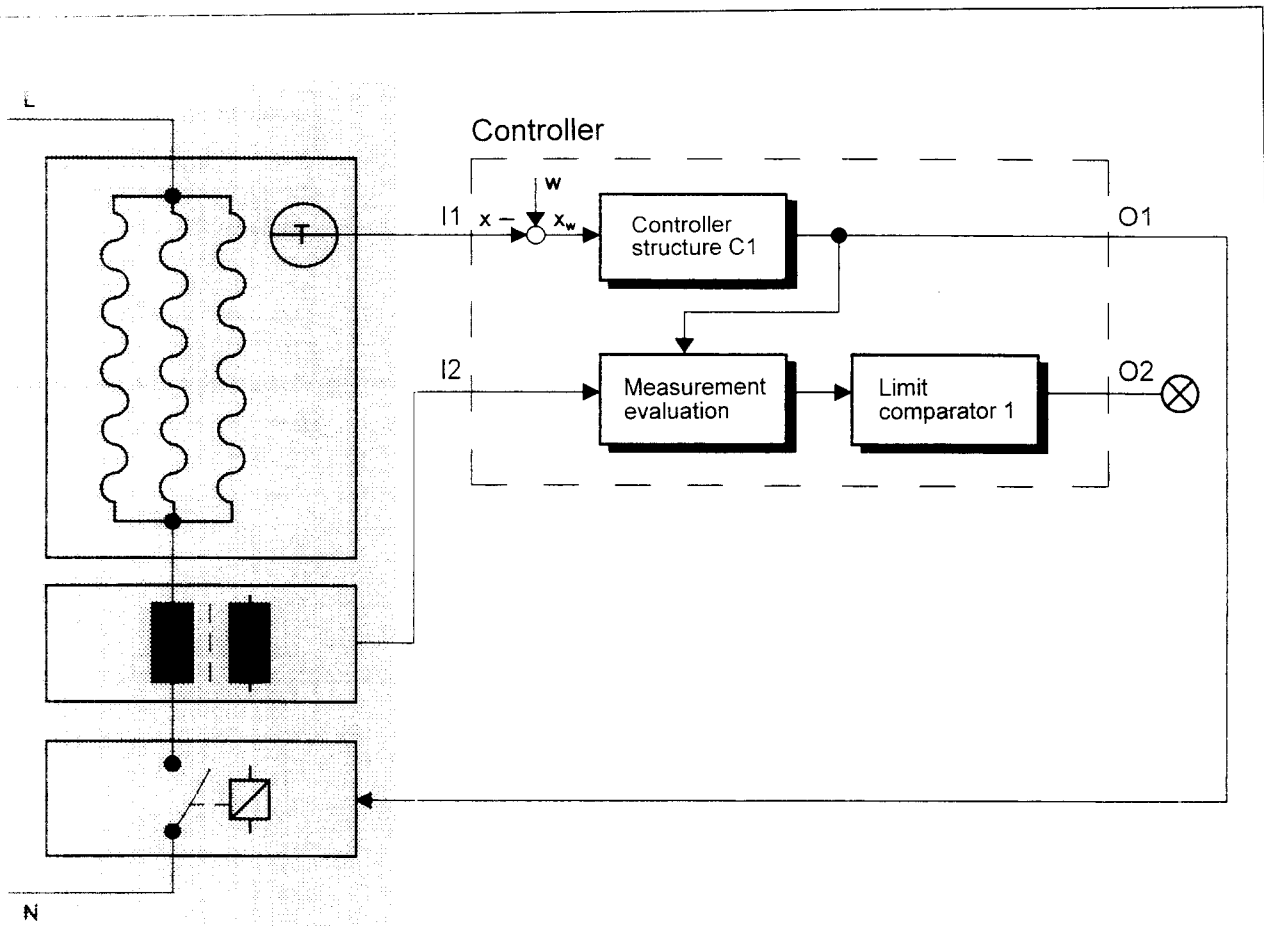 L
Controller
w
T
I1
x –
x_w
Controller
structure C1
O1
I2
Measurement
evaluation
Limit
comparator 1
O2
N